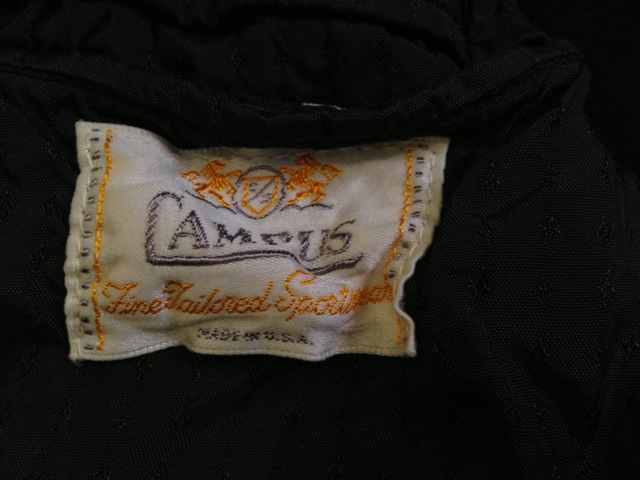 CAMPUS
Fine Tailored Sportswear
MADE IN U.S.A.